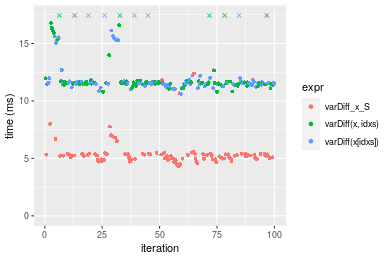 15
10
5
0
time (ms)
0
25
50
75
100
iteration
expr
varDiff_x_S
varDiff(x, idxs)
varDiff(x[idxs])